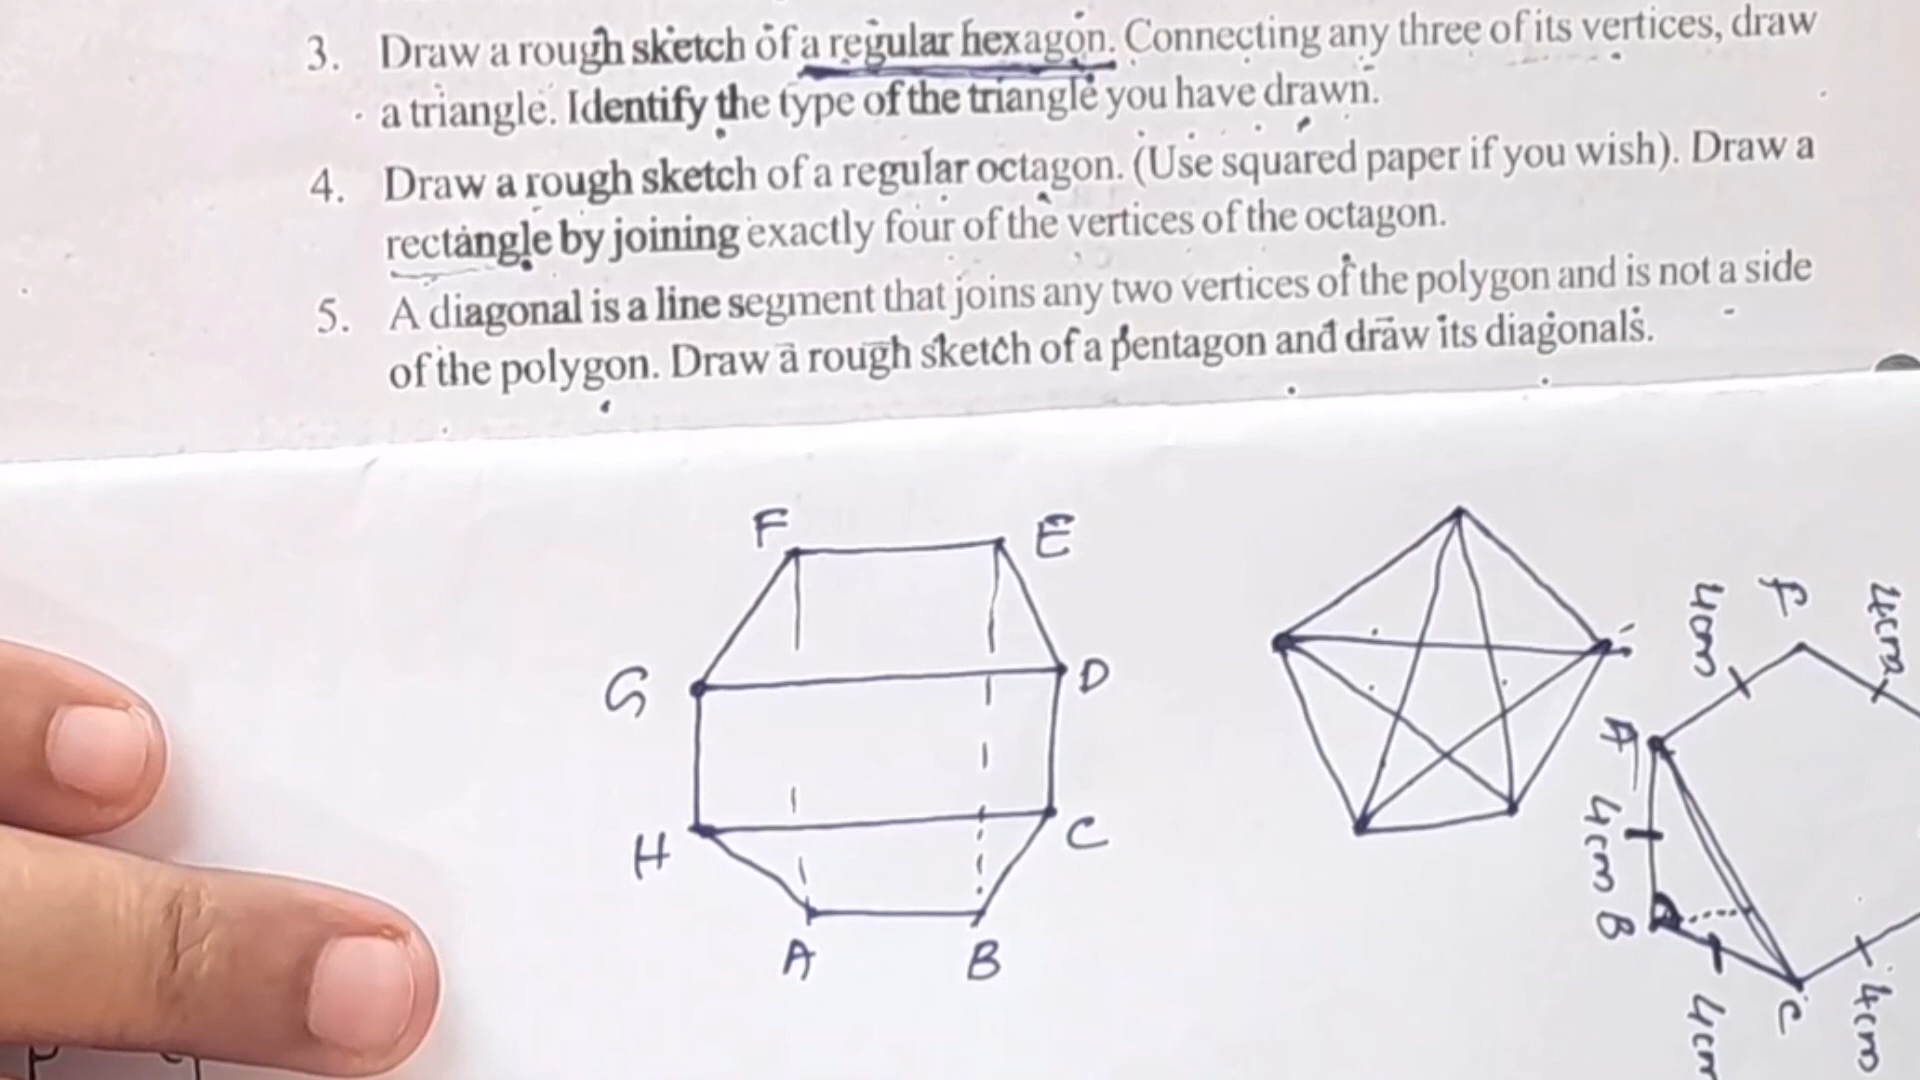 3. Draw a rough sketch of a regular hexagon. Connecting any three of its vertices, draw
a triangle. Identify the type of the triangle you have drawn.
4. Draw a rough sketch of a regular octagon. (Use squared paper if you wish). Draw a
rectangle by joining exactly four of the vertices of the octagon.
5. A diagonal is a line segment that joins any two vertices of the polygon and is not a side
of the polygon. Draw a rough sketch of a pentagon and draw its diagonals.
F
E
G
D
H
C
A
B
4cm
F
4cm
A
4cm
B
4cm
C
4cm